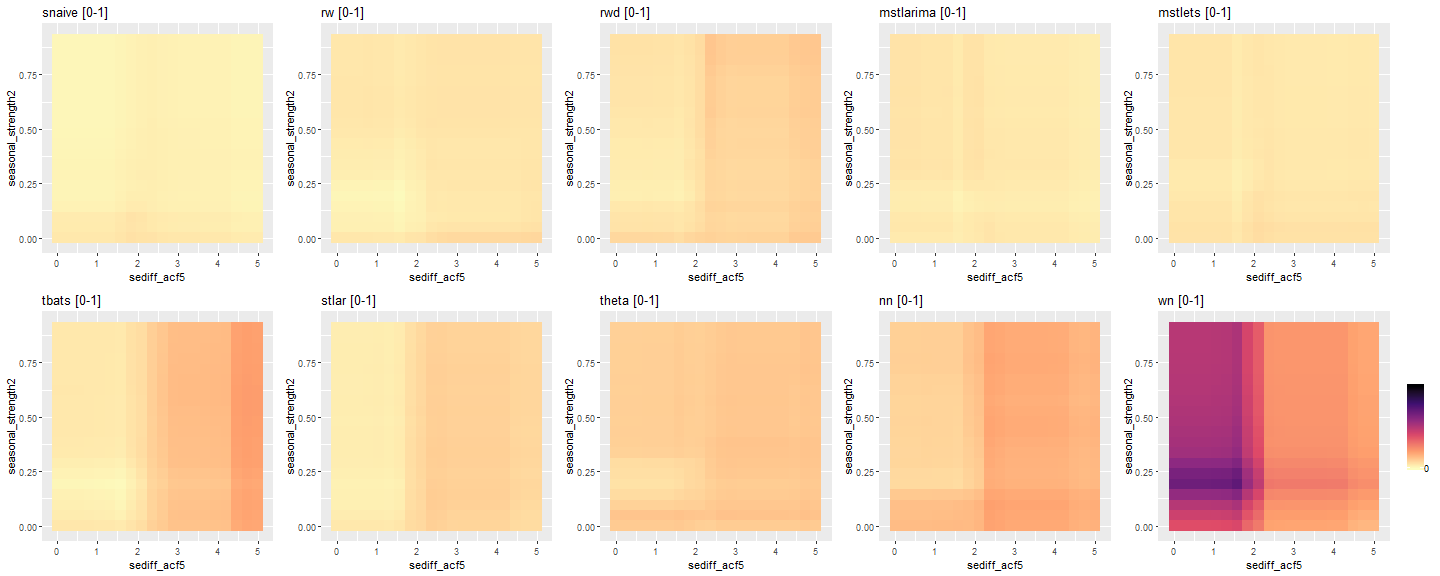 snaive [0-1]
rw [0-1]
rwd [0-1]
mstlarima [0-1]
mstlets [0-1]
seasonal_strength2
0.75
0.50
0.25
0.00
0 1 2 3 4 5
sediff_acf5
seasonal_strength2
0.75
0.50
0.25
0.00
0 1 2 3 4 5
sediff_acf5
seasonal_strength2
0.75
0.50
0.25
0.00
0 1 2 3 4 5
sediff_acf5
seasonal_strength2
0.75
0.50
0.25
0.00
0 1 2 3 4 5
sediff_acf5
seasonal_strength2
0.75
0.50
0.25
0.00
0 1 2 3 4 5
sediff_acf5
tbats [0-1]
stlar [0-1]
theta [0-1]
nn [0-1]
wn [0-1]
seasonal_strength2
0.75
0.50
0.25
0.00
0 1 2 3 4 5
sediff_acf5
seasonal_strength2
0.75
0.50
0.25
0.00
0 1 2 3 4 5
sediff_acf5
seasonal_strength2
0.75
0.50
0.25
0.00
0 1 2 3 4 5
sediff_acf5
seasonal_strength2
0.75
0.50
0.25
0.00
0 1 2 3 4 5
sediff_acf5
seasonal_strength2
0.75
0.50
0.25
0.00
0 1 2 3 4 5
sediff_acf5
0